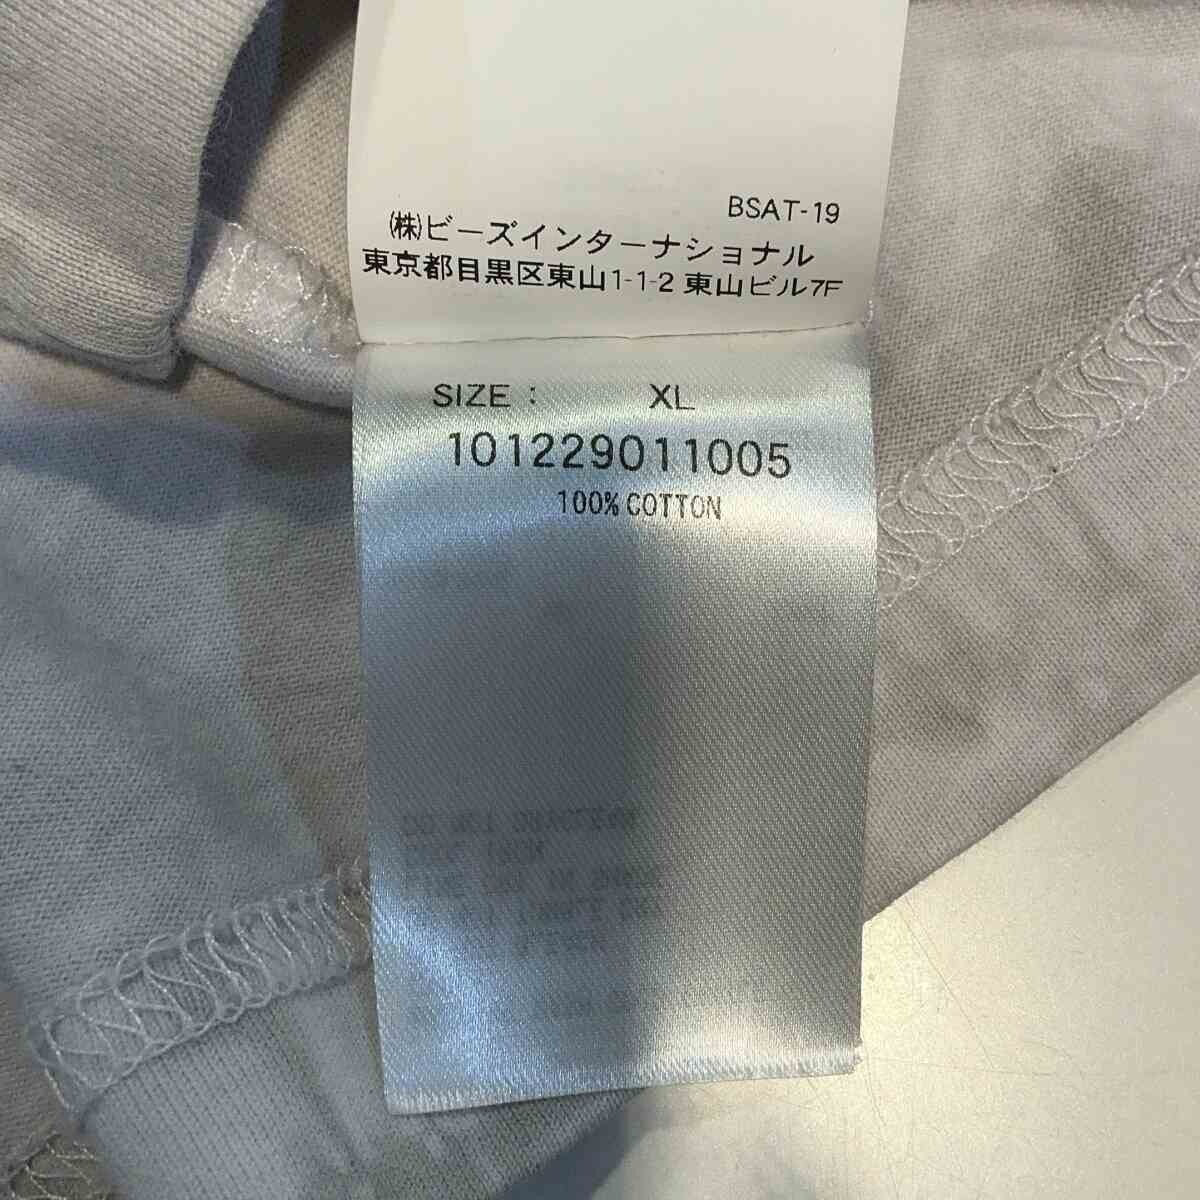 BSAT-19
㈱ビーズインターナショナル
東京都目黒区東山1-1-2 東山ビル7F
SIZE : XL
101229011005
100% COTTON